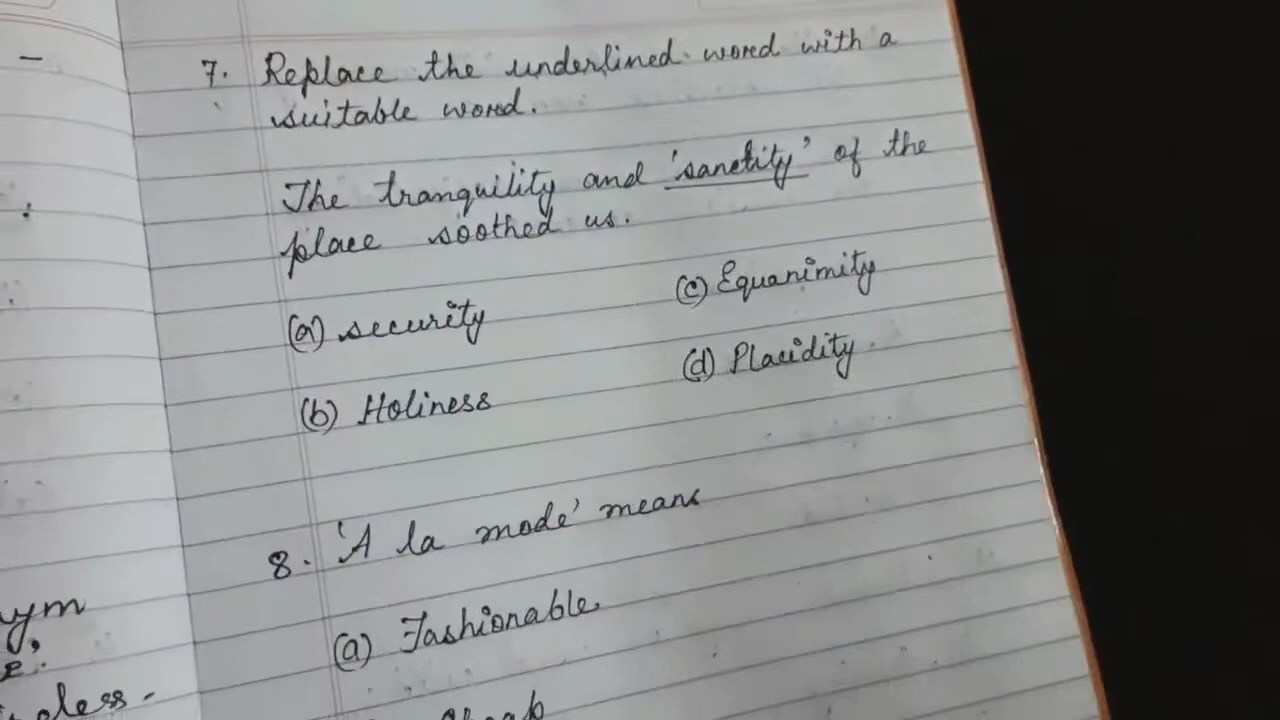 7. Replace the underlined word with a
suitable word.
The tranquility and 'sanctity' of the
place soothed us.
(a) security
(c) Equanimity
(b) Holiness
(d) Placidity.
8. 'A la mode' means
(a) Fashionable.